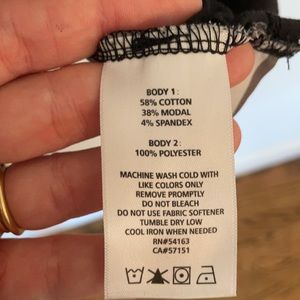 BODY 1:
58% COTTON
38% MODAL
4% SPANDEX
BODY 2:
100% POLYESTER
MACHINE WASH COLD WITH
LIKE COLORS ONLY
REMOVE PROMPTLY
DO NOT BLEACH
DO NOT USE FABRIC SOFTENER
TUMBLE DRY LOW
COOL IRON WHEN NEEDED
RN#54163
CA#57151